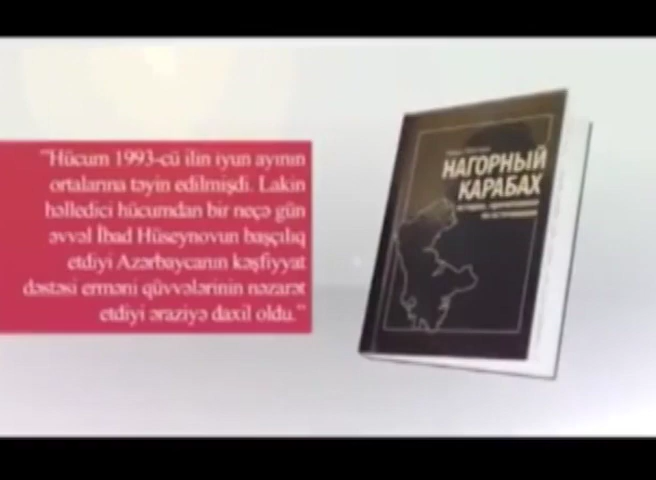 "Hücum 1993-cü ilin iyun ayının
ortalarına təyin edilmişdi. Lakin
həlledici hücumdan bir neçə gün
əvvəl İbad Hüseynovun başçılıq
etdiyi Azərbaycanın kəşfiyyat
dəstəsi erməni qüvvələrinin nəzarət
etdiyi əraziyə daxil oldu."
НАГОРНЫЙ
КАРАБАХ